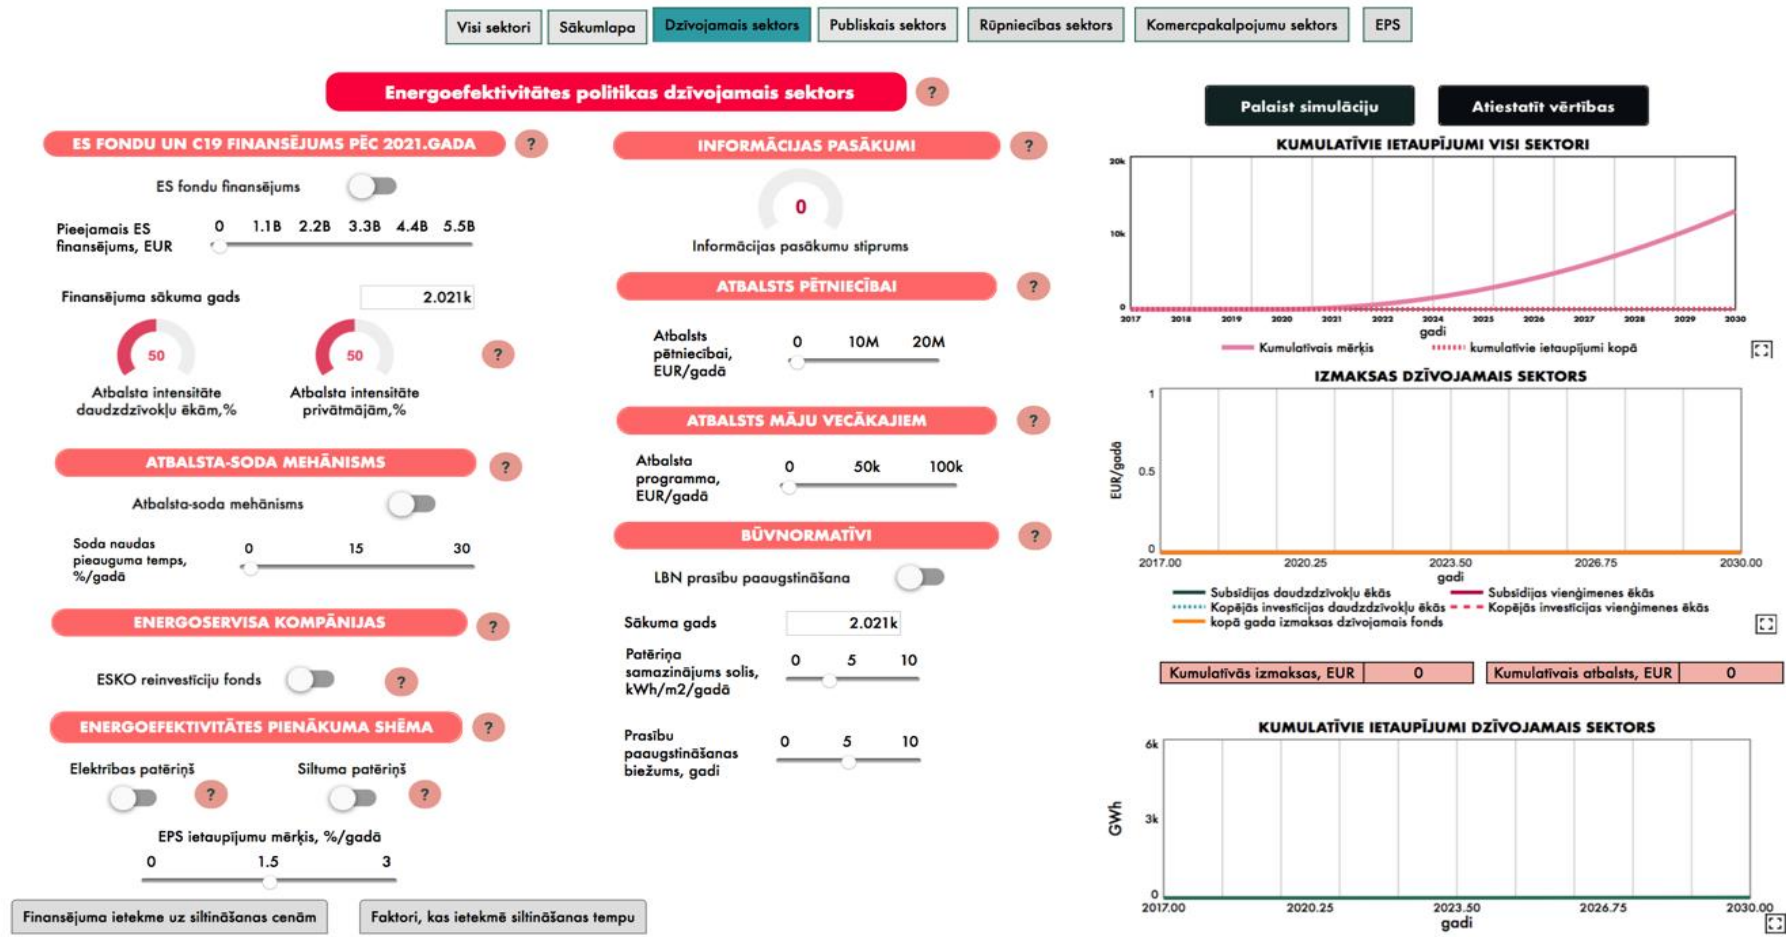 Visi sektori
Sākumlapa
Dzīvojamais sektors
Publiskais sektors
Rūpniecības sektors
Komercpakalpojumu sektors
EPS
Energoefektivitātes politikas dzīvojamais sektors
?
ES FONDU UN C19 FINANSĒJUMS PĒC 2021.GADA
?
ES fondu finansējums
Pieejamais ES
finansējums, EUR
0 1.1B 2.2B 3.3B 4.4B 5.5B
Finansējuma sākuma gads
2.021k
50
50
?
Atbalsta intensitāte
daudzdzīvokļu ēkām,%
Atbalsta intensitāte
privātmājām,%
ATBALSTA-SODA MEHĀNISMS
?
Atbalsta-soda mehānisms
Soda naudas
pieauguma temps,
%/gadā
0 15 30
ENERGOSERVISA KOMPĀNIJAS
?
ESKO reinvestīciju fonds
?
ENERGOEFEKTIVITĀTES PIENĀKUMA SHĒMA
?
Elektrības patēriņš
?
Siltuma patēriņš
?
EPS ietaupījumu mērķis, %/gadā
0 1.5 3
Finansējuma ietekme uz siltināšanas cenām
Faktori, kas ietekmē siltināšanas tempu
INFORMĀCIJAS PASĀKUMI
?
0
Informācijas pasākumu stiprums
ATBALSTS PĒTNIECĪBAI
?
Atbalsts
pētniecībai,
EUR/gadā
0 10M 20M
ATBALSTS MĀJU VECĀKAJIEM
?
Atbalsta
programma,
EUR/gadā
0 50k 100k
BŪVNORMATĪVI
?
LBN prasību paaugstināšana
Sākuma gads
2.021k
Patēriņa
samazinājums solis,
kWh/m2/gadā
0 5 10
Prasību
paaugstināšanas
biežums, gadi
0 5 10
Palaist simulāciju
Atiestatīt vērtības
KUMULATĪVIE IETAUPĪJUMI VISI SEKTORI
20k
10k
0
2017 2018 2019 2020 2021 2022 2024 2025 2026 2027 2028 2029 2030
gadi
Kumulatīvais mērķis
kumulatīvie ietaupījumi kopā
IZMAKSAS DZĪVOJAMAIS SEKTORS
EUR/gadā
1
0.5
0
2017.00 2020.25 2023.50 2026.75 2030.00
gadi
Subsīdijas daudzdzīvokļu ēkās
Subsīdijas vienģimenes ēkās
Kopējās investīcijas daudzdzīvokļu ēkās
Kopējās investīcijas vienģimenes ēkās
kopā gada izmaksas dzīvojamais fonds
Kumulatīvās izmaksas, EUR 0
Kumulatīvais atbalsts, EUR 0
KUMULATĪVIE IETAUPĪJUMI DZĪVOJAMAIS SEKTORS
GWh
6k
3k
0
2017.00 2020.25 2023.50 2026.75 2030.00
gadi